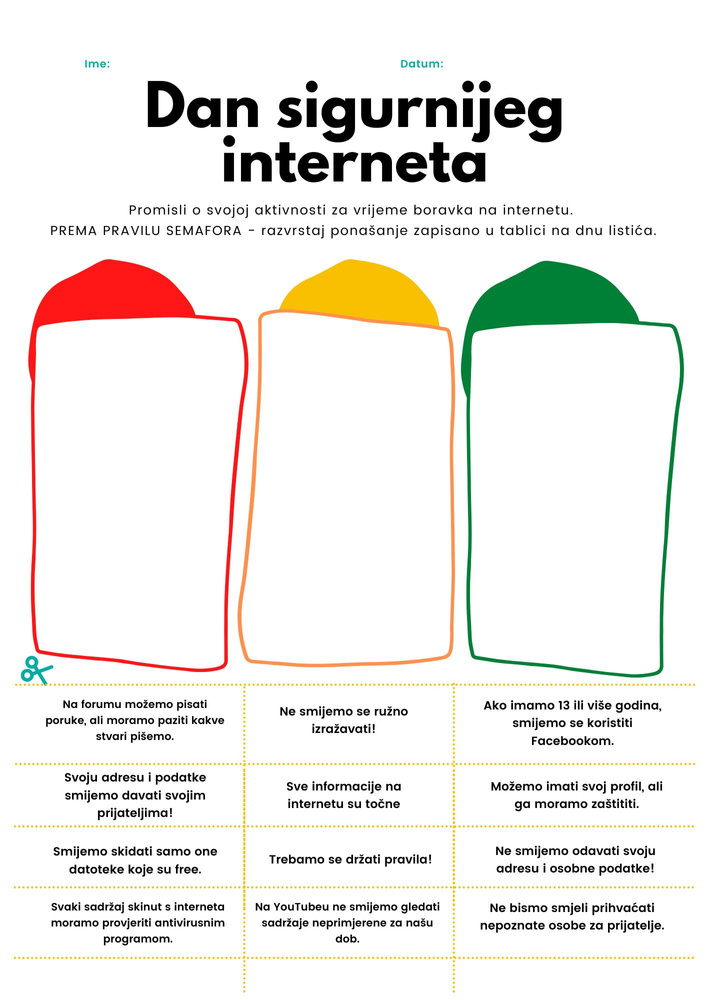 Ime:
Datum:
Dan sigurnijeg
interneta
Promisli o svojoj aktivnosti za vrijeme boravka na internetu.
PREMA PRAVILU SEMAFORA - razvrstaj ponašanje zapisano u tablici na dnu listića.
Na forumu možemo pisati
poruke, ali moramo paziti kakve
stvari pišemo.
Ne smijemo se ružno
izražavati!
Ako imamo 13 ili više godina,
smijemo se koristiti
Facebookom.
Svoju adresu i podatke
smijemo davati svojim
prijateljima!
Sve informacije na
internetu su točne
Možemo imati svoj profil, ali
ga moramo zaštititi.
Smijemo skidati samo one
datoteke koje su free.
Trebamo se držati pravila!
Ne smijemo odavati svoju
adresu i osobne podatke!
Svaki sadržaj skinut s interneta
moramo provjeriti antivirusnim
programom.
Na YouTubeu ne smijemo gledati
sadržaje neprimjerene za našu
dob.
Ne bismo smjeli prihvaćati
nepoznate osobe za prijatelje.